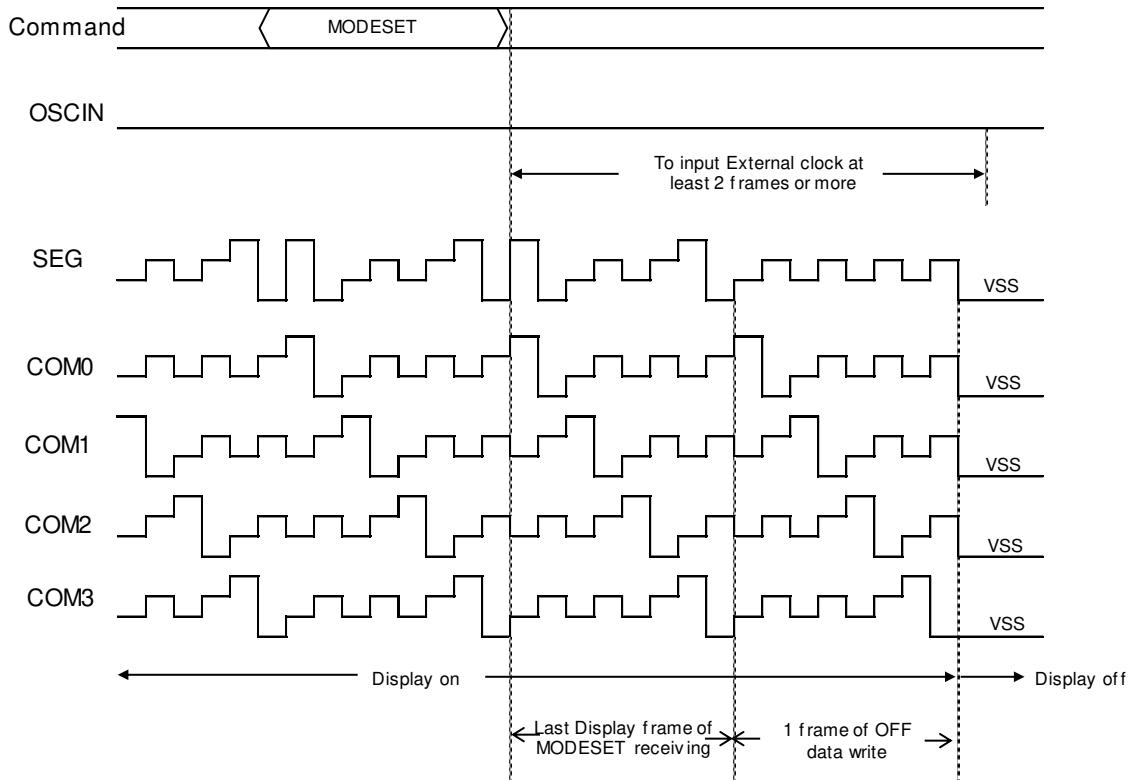 Command
MODESET
OSCIN
To input External clock at
least 2 frames or more
SEG
VSS
COM0
VSS
COM1
VSS
COM2
VSS
COM3
VSS
Display on
Display off
Last Display frame of
MODESET receiving
1 frame of OFF
data write